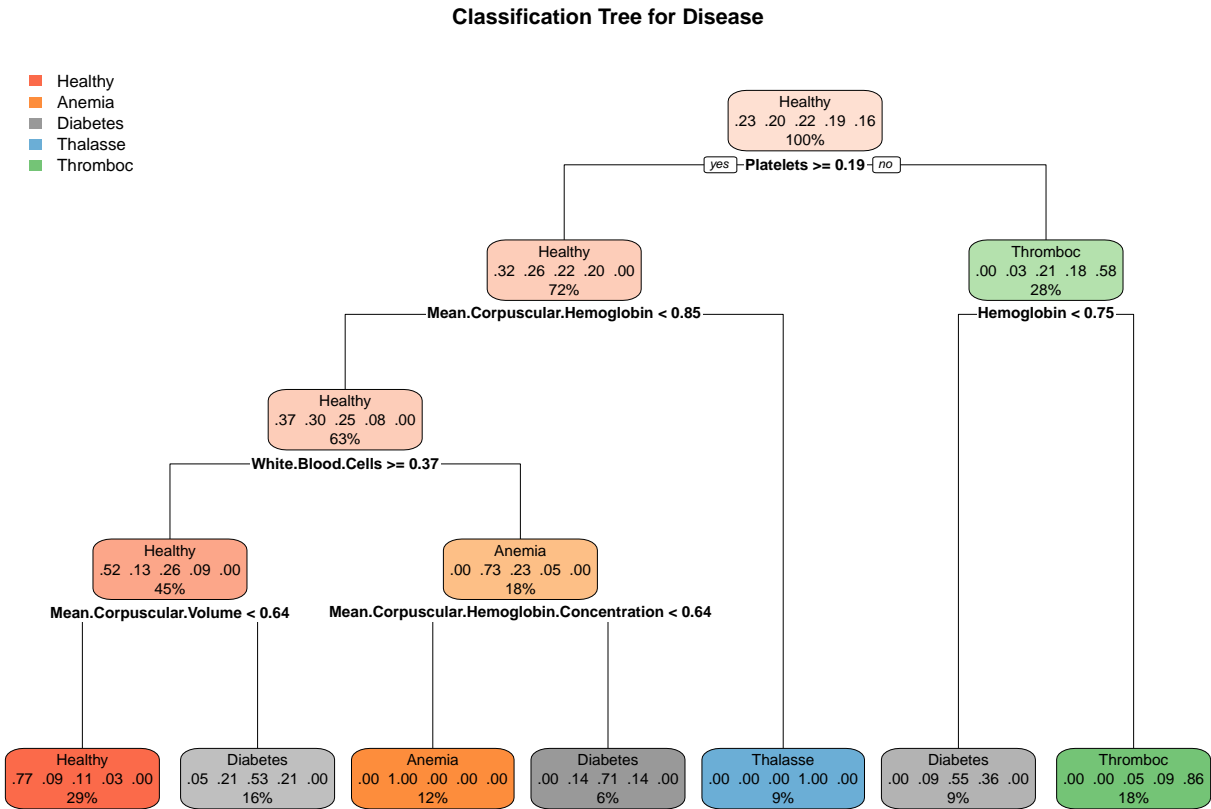 Classification Tree for Disease
Healthy
Anemia
Diabetes
Thalasse
Thromboc
Healthy
.23 .20 .22 .19 .16
100%
yes Platelets >= 0.19 no
Healthy
.32 .26 .22 .20 .00
72%
Thromboc
.00 .03 .21 .18 .58
28%
Mean.Corpuscular.Hemoglobin < 0.85
Hemoglobin < 0.75
Healthy
.37 .30 .25 .08 .00
63%
White.Blood.Cells >= 0.37
Healthy
.52 .13 .26 .09 .00
45%
Anemia
.00 .73 .23 .05 .00
18%
Mean.Corpuscular.Volume < 0.64
Mean.Corpuscular.Hemoglobin.Concentration < 0.64
Healthy
.77 .09 .11 .03 .00
29%
Diabetes
.05 .21 .53 .21 .00
16%
Anemia
.00 1.00 .00 .00 .00
12%
Diabetes
.00 .14 .71 .14 .00
6%
Thalasse
.00 .00 .00 1.00 .00
9%
Diabetes
.00 .09 .55 .36 .00
9%
Thromboc
.00 .00 .05 .09 .86
18%